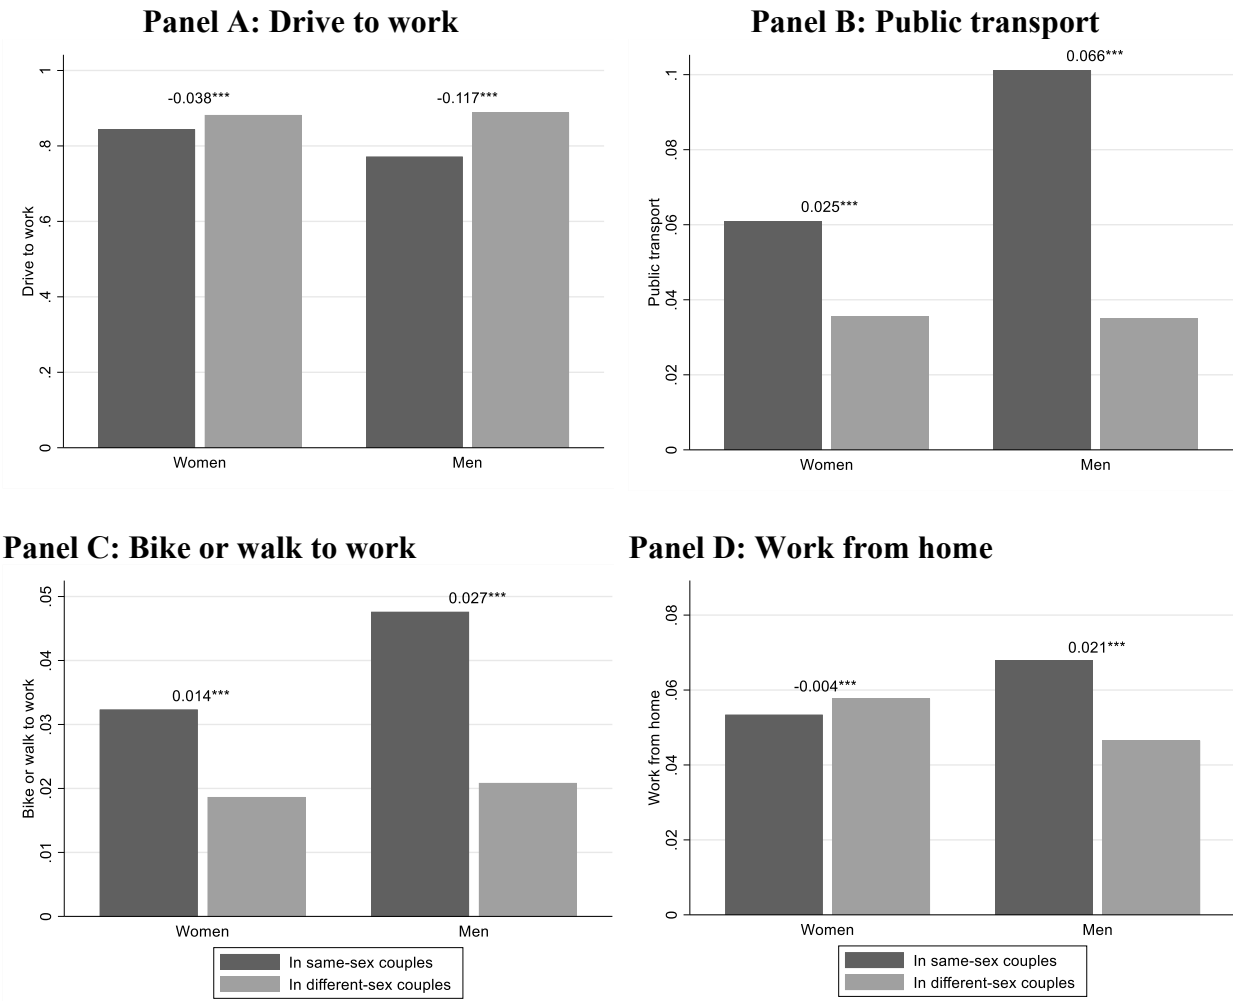 Panel A: Drive to work
Drive to work
1
.8
.6
.4
.2
0
-0.038***
-0.117***
Women
Men
Panel B: Public transport
Public transport
.1
.08
.06
.04
.02
0
0.025***
0.066***
Women
Men
Panel C: Bike or walk to work
Bike or walk to work
.05
.04
.03
.02
.01
0
0.014***
0.027***
Women
Men
In same-sex couples
In different-sex couples
Panel D: Work from home
Work from home
.08
.06
.04
.02
0
-0.004***
0.021***
Women
Men
In same-sex couples
In different-sex couples